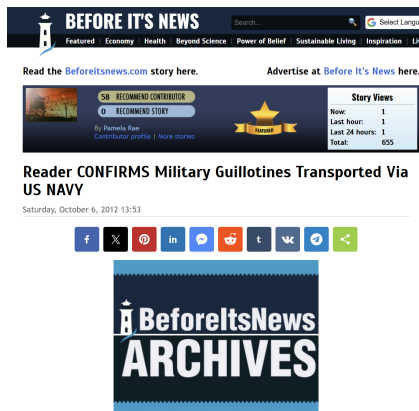 BEFORE IT'S NEWS
Search...
Select Langu
Featured
Economy
Health
Beyond Science
Power of Belief
Sustainable Living
Inspiration
Li
Read the Beforeitsnews.com story here.
Advertise at Before It's News here.
58 RECOMMEND CONTRIBUTOR
0 RECOMMEND STORY
By Pamela Rae
Contributor profile | More stories
FEATURED
Story Views
Now: 1
Last hour: 1
Last 24 hours: 1
Total: 655
Reader CONFIRMS Military Guillotines Transported Via
US NAVY
Saturday, October 6, 2012 13:53
BeforeItsNews
ARCHIVES